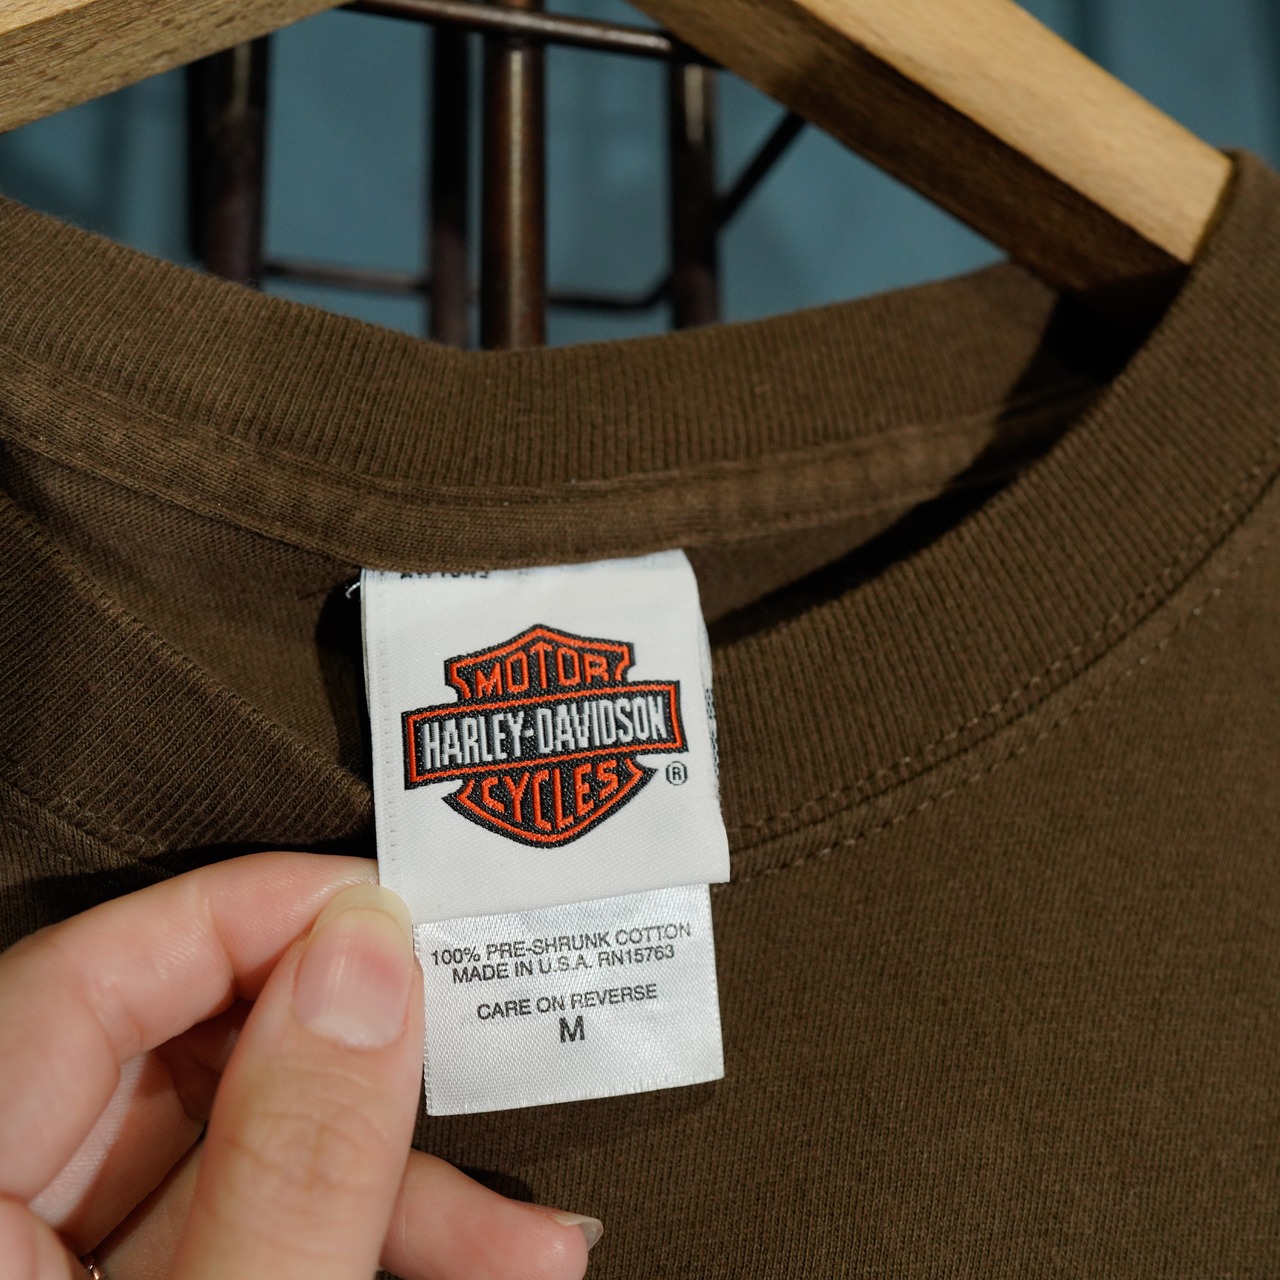 MOTOR
HARLEY-DAVIDSON
CYCLES
®
100% PRE-SHRUNK COTTON
MADE IN U.S.A. RN15763
CARE ON REVERSE
M